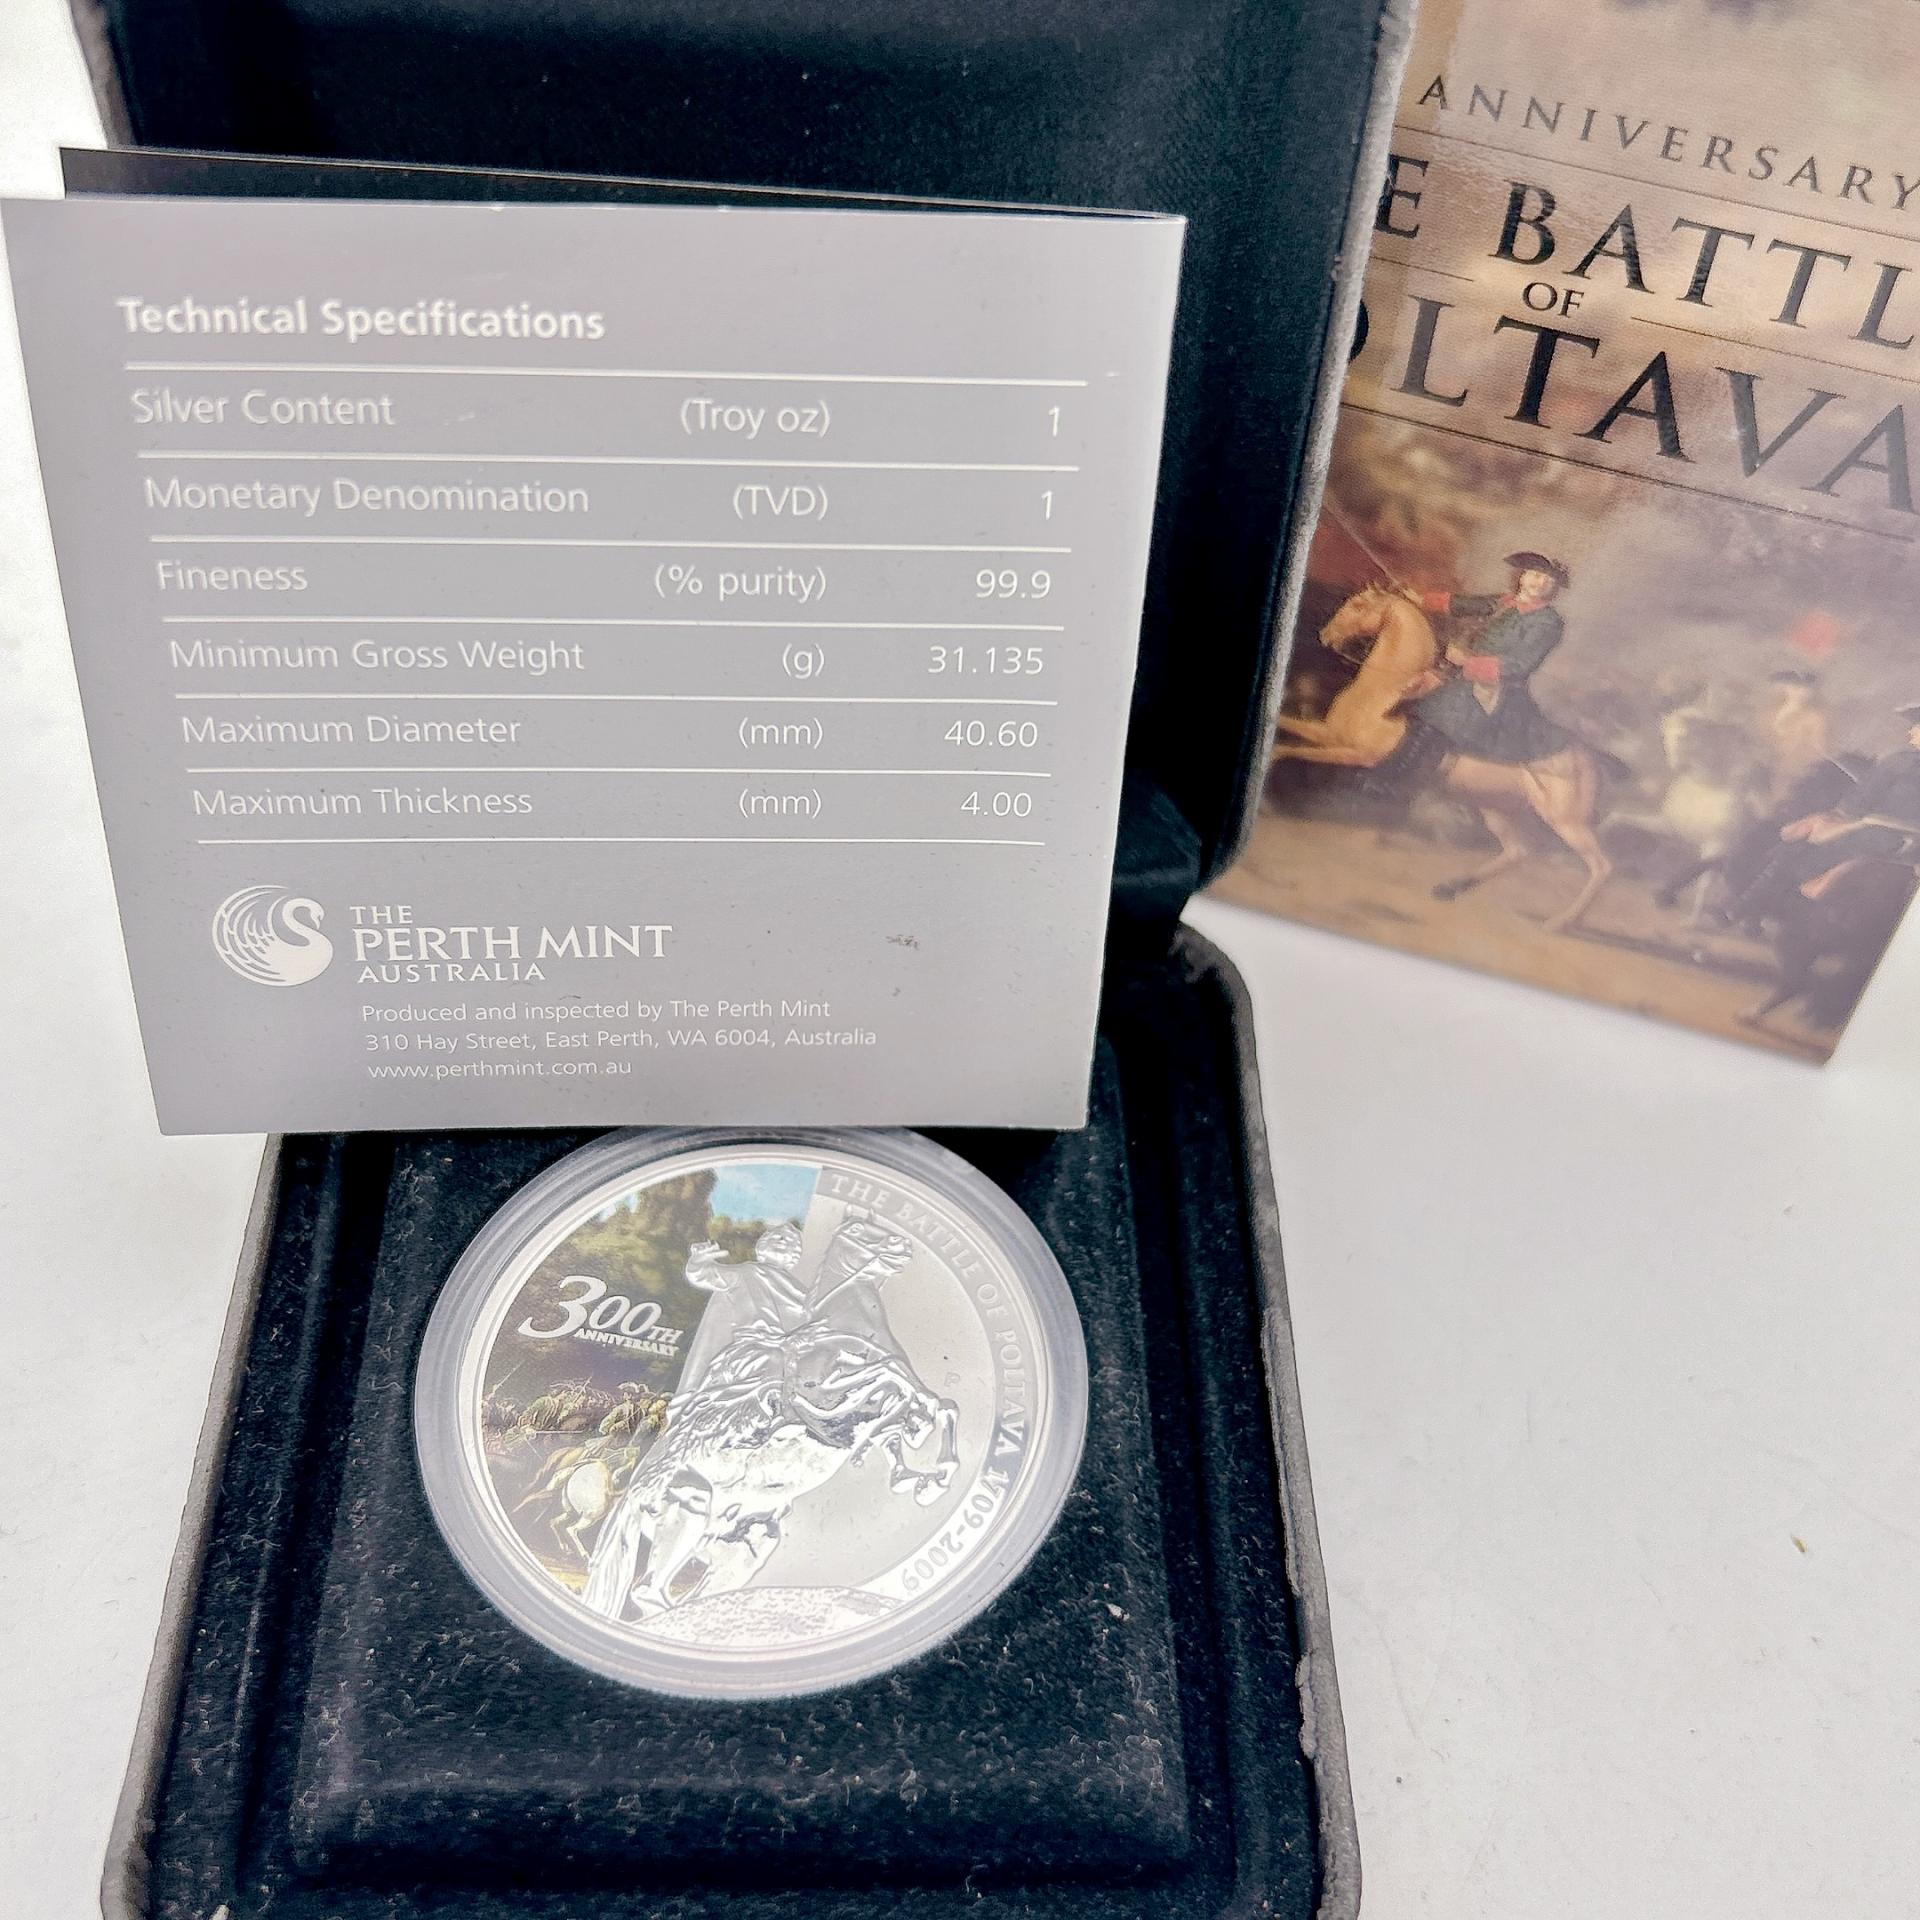 Technical Specifications
Silver Content (Troy oz) 1
Monetary Denomination (TVD) 1
Fineness (% purity) 99.9
Minimum Gross Weight (g) 31.135
Maximum Diameter (mm) 40.60
Maximum Thickness (mm) 4.00
THE
PERTH MINT
AUSTRALIA
Produced and inspected by The Perth Mint
310 Hay Street, East Perth, WA 6004, Australia
www.perthmint.com.au
ANNIVERSARY
E BATTL
OF
OLTAVA
300TH
ANNIVERSARY
THE BATTLE OF POLTAVA 1709-2009
P